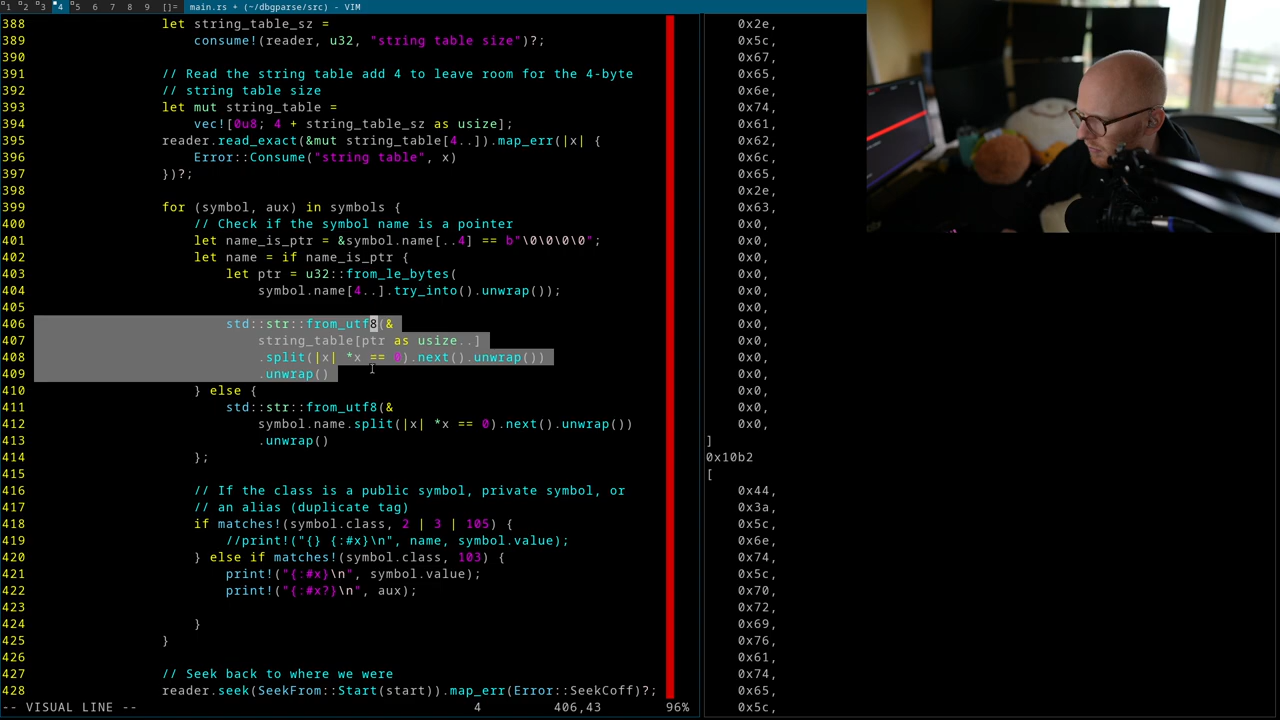 1 2 3 4 5 6 7 8 9 []= main.rs + (~/dbgparse/src) - VIM
388 let string_table_sz =
389 consume!(reader, u32, "string table size")?;
390
391 // Read the string table add 4 to leave room for the 4-byte
392 // string table size
393 let mut string_table =
394 vec![0u8; 4 + string_table_sz as usize];
395 reader.read_exact(&mut string_table[4..]).map_err(|x| {
396 Error::Consume("string table", x)
397 })?;
398
399 for (symbol, aux) in symbols {
400 // Check if the symbol name is a pointer
401 let name_is_ptr = &symbol.name[..4] == b"\0\0\0\0";
402 let name = if name_is_ptr {
403 let ptr = u32::from_le_bytes(
404 symbol.name[4..].try_into().unwrap());
405
406 std::str::from_utf8(&
407 string_table[ptr as usize..]
408 .split(|x| *x == 0).next().unwrap())
409 .unwrap()
410 } else {
411 std::str::from_utf8(&
412 symbol.name.split(|x| *x == 0).next().unwrap())
413 .unwrap()
414 };
415
416 // If the class is a public symbol, private symbol, or
417 // an alias (duplicate tag)
418 if matches!(symbol.class, 2 | 3 | 105) {
419 //print!("{} {:#x}\n", name, symbol.value);
420 } else if matches!(symbol.class, 103) {
421 print!("{:#x}\n", symbol.value);
422 print!("{:#x?}\n", aux);
423
424 }
425 }
426
427 // Seek back to where we were
428 reader.seek(SeekFrom::Start(start)).map_err(Error::SeekCoff)?;
-- VISUAL LINE -- 4 406,43 96%
0x2e,
0x5c,
0x67,
0x65,
0x6e,
0x74,
0x61,
0x62,
0x6c,
0x65,
0x2e,
0x63,
0x0,
0x0,
0x0,
0x0,
0x0,
0x0,
0x0,
0x0,
0x0,
0x0,
0x0,
0x0,
0x0,
]
0x10b2
[
0x44,
0x3a,
0x5c,
0x6e,
0x74,
0x5c,
0x70,
0x72,
0x69,
0x76,
0x61,
0x74,
0x65,
0x5c,